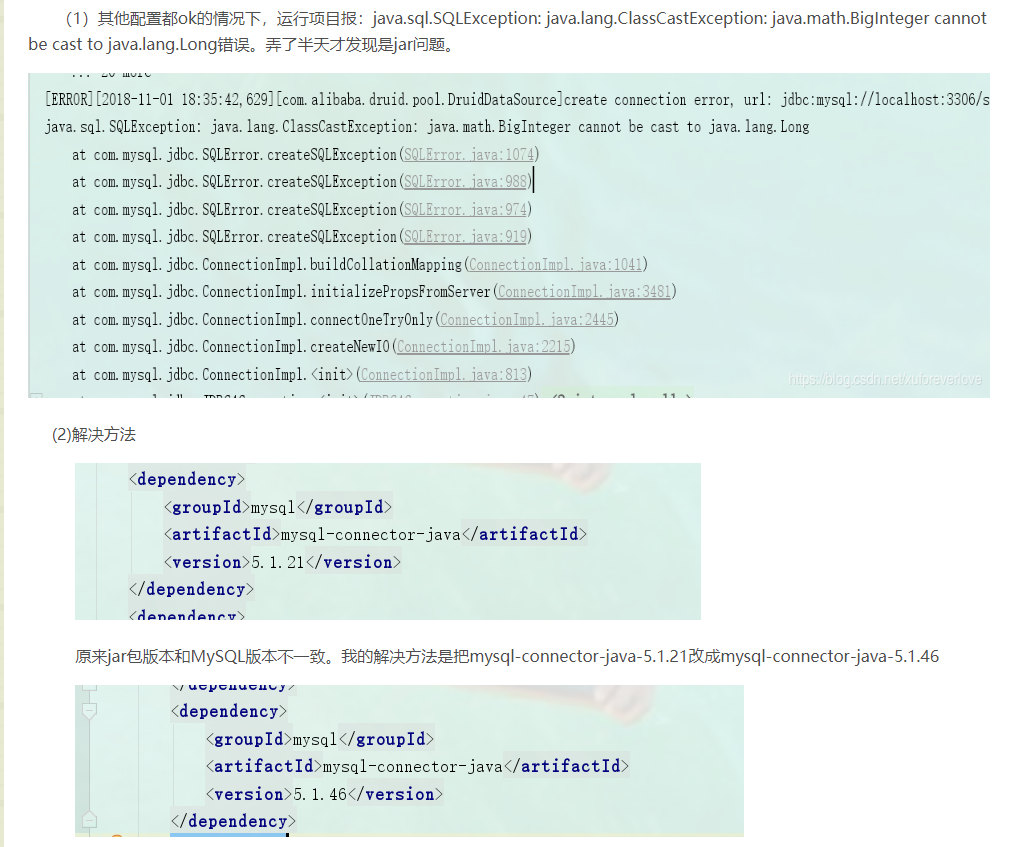 （1）其他配置都ok的情况下，运行项目报：java.sql.SQLException: java.lang.ClassCastException: java.math.BigInteger cannot
be cast to java.lang.Long错误。弄了半天才发现是jar问题。
... 20 more
[ERROR][2018-11-01 18:35:42,629][com.alibaba.druid.pool.DruidDataSource]create connection error, url: jdbc:mysql://localhost:3306/s
java.sql.SQLException: java.lang.ClassCastException: java.math.BigInteger cannot be cast to java.lang.Long
at com.mysql.jdbc.SQLError.createSQLException(SQLError.java:1074)
at com.mysql.jdbc.SQLError.createSQLException(SQLError.java:988)
at com.mysql.jdbc.SQLError.createSQLException(SQLError.java:974)
at com.mysql.jdbc.SQLError.createSQLException(SQLError.java:919)
at com.mysql.jdbc.ConnectionImpl.buildCollationMapping(ConnectionImpl.java:1041)
at com.mysql.jdbc.ConnectionImpl.initializePropsFromServer(ConnectionImpl.java:3481)
at com.mysql.jdbc.ConnectionImpl.connectOneTryOnly(ConnectionImpl.java:2445)
at com.mysql.jdbc.ConnectionImpl.createNewIO(ConnectionImpl.java:2215)
at com.mysql.jdbc.ConnectionImpl.<init>(ConnectionImpl.java:813)
https://blog.csdn.net/xuforeverlove
(2)解决方法
<dependency>
<groupId>mysql</groupId>
<artifactId>mysql-connector-java</artifactId>
<version>5.1.21</version>
</dependency>
<dependency>
原来jar包版本和MySQL版本不一致。我的解决方法是把mysql-connector-java-5.1.21改成mysql-connector-java-5.1.46
</dependency>
<dependency>
<groupId>mysql</groupId>
<artifactId>mysql-connector-java</artifactId>
<version>5.1.46</version>
</dependency>